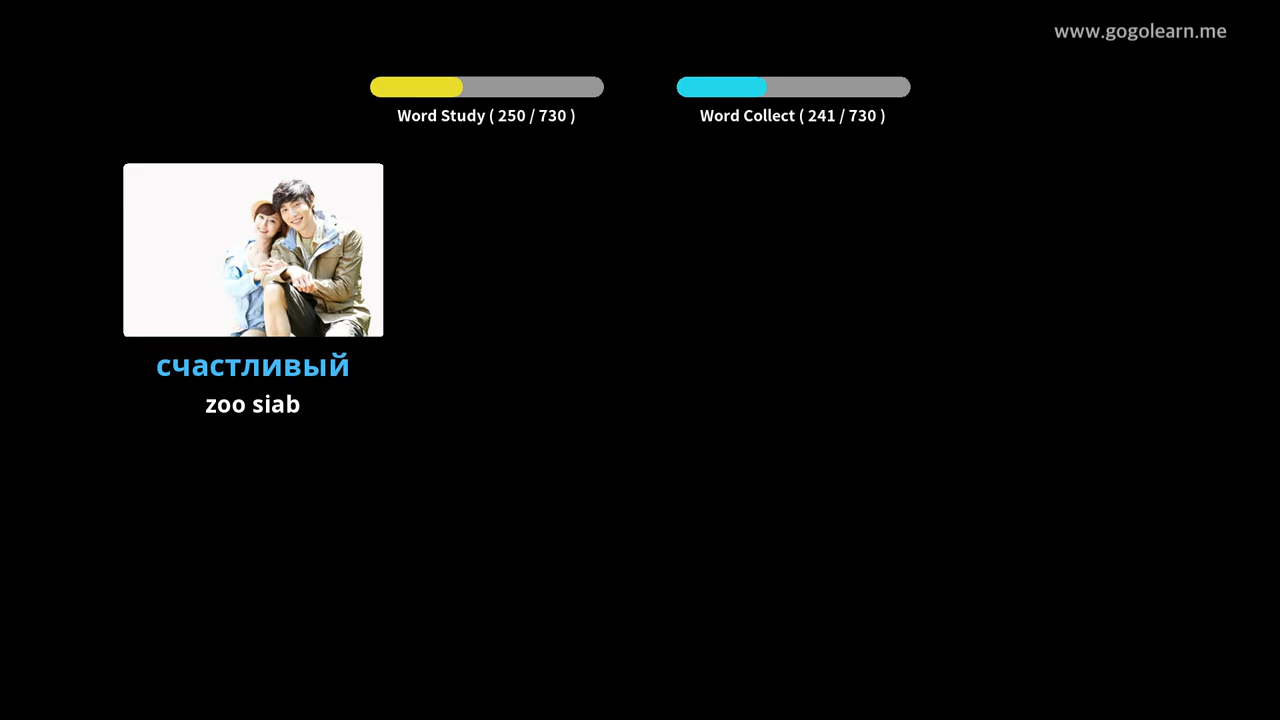 www.gogolearn.me
Word Study ( 250 / 730 )
Word Collect ( 241 / 730 )
счастливый
zoo siab